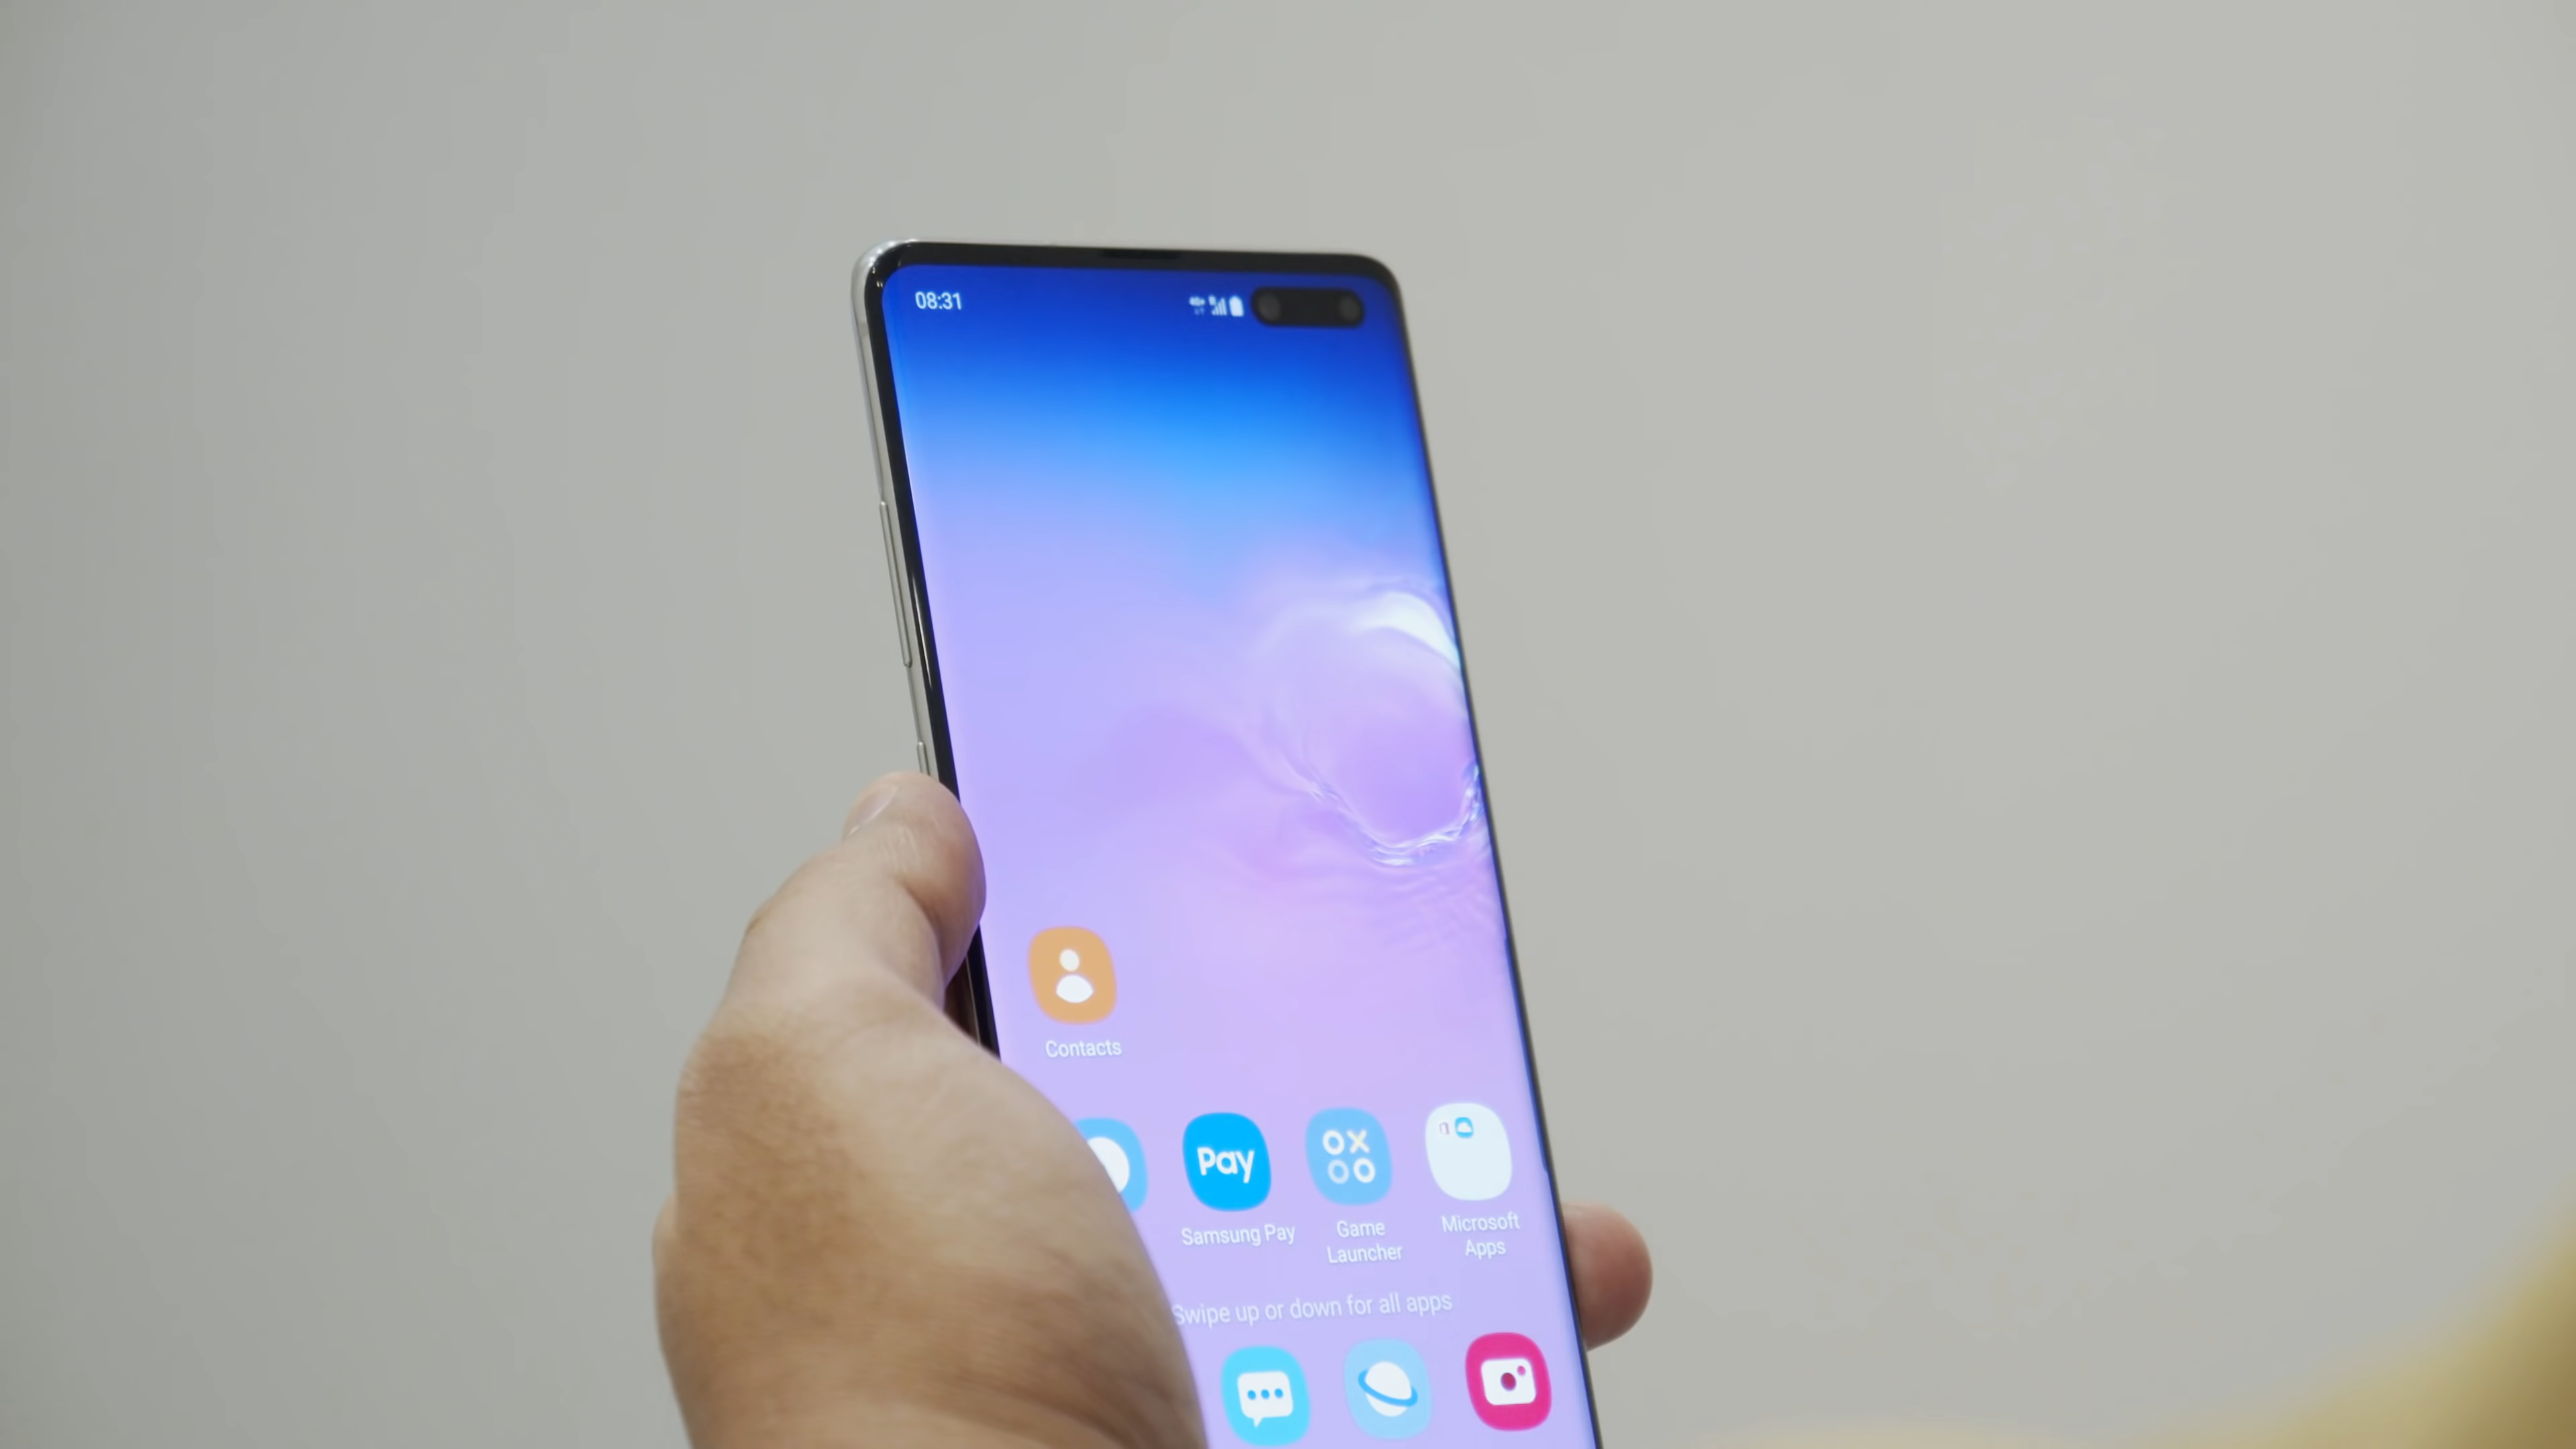 08:31
Contacts
Pay
Samsung Pay
Game
Launcher
Microsoft
Apps
Swipe up or down for all apps